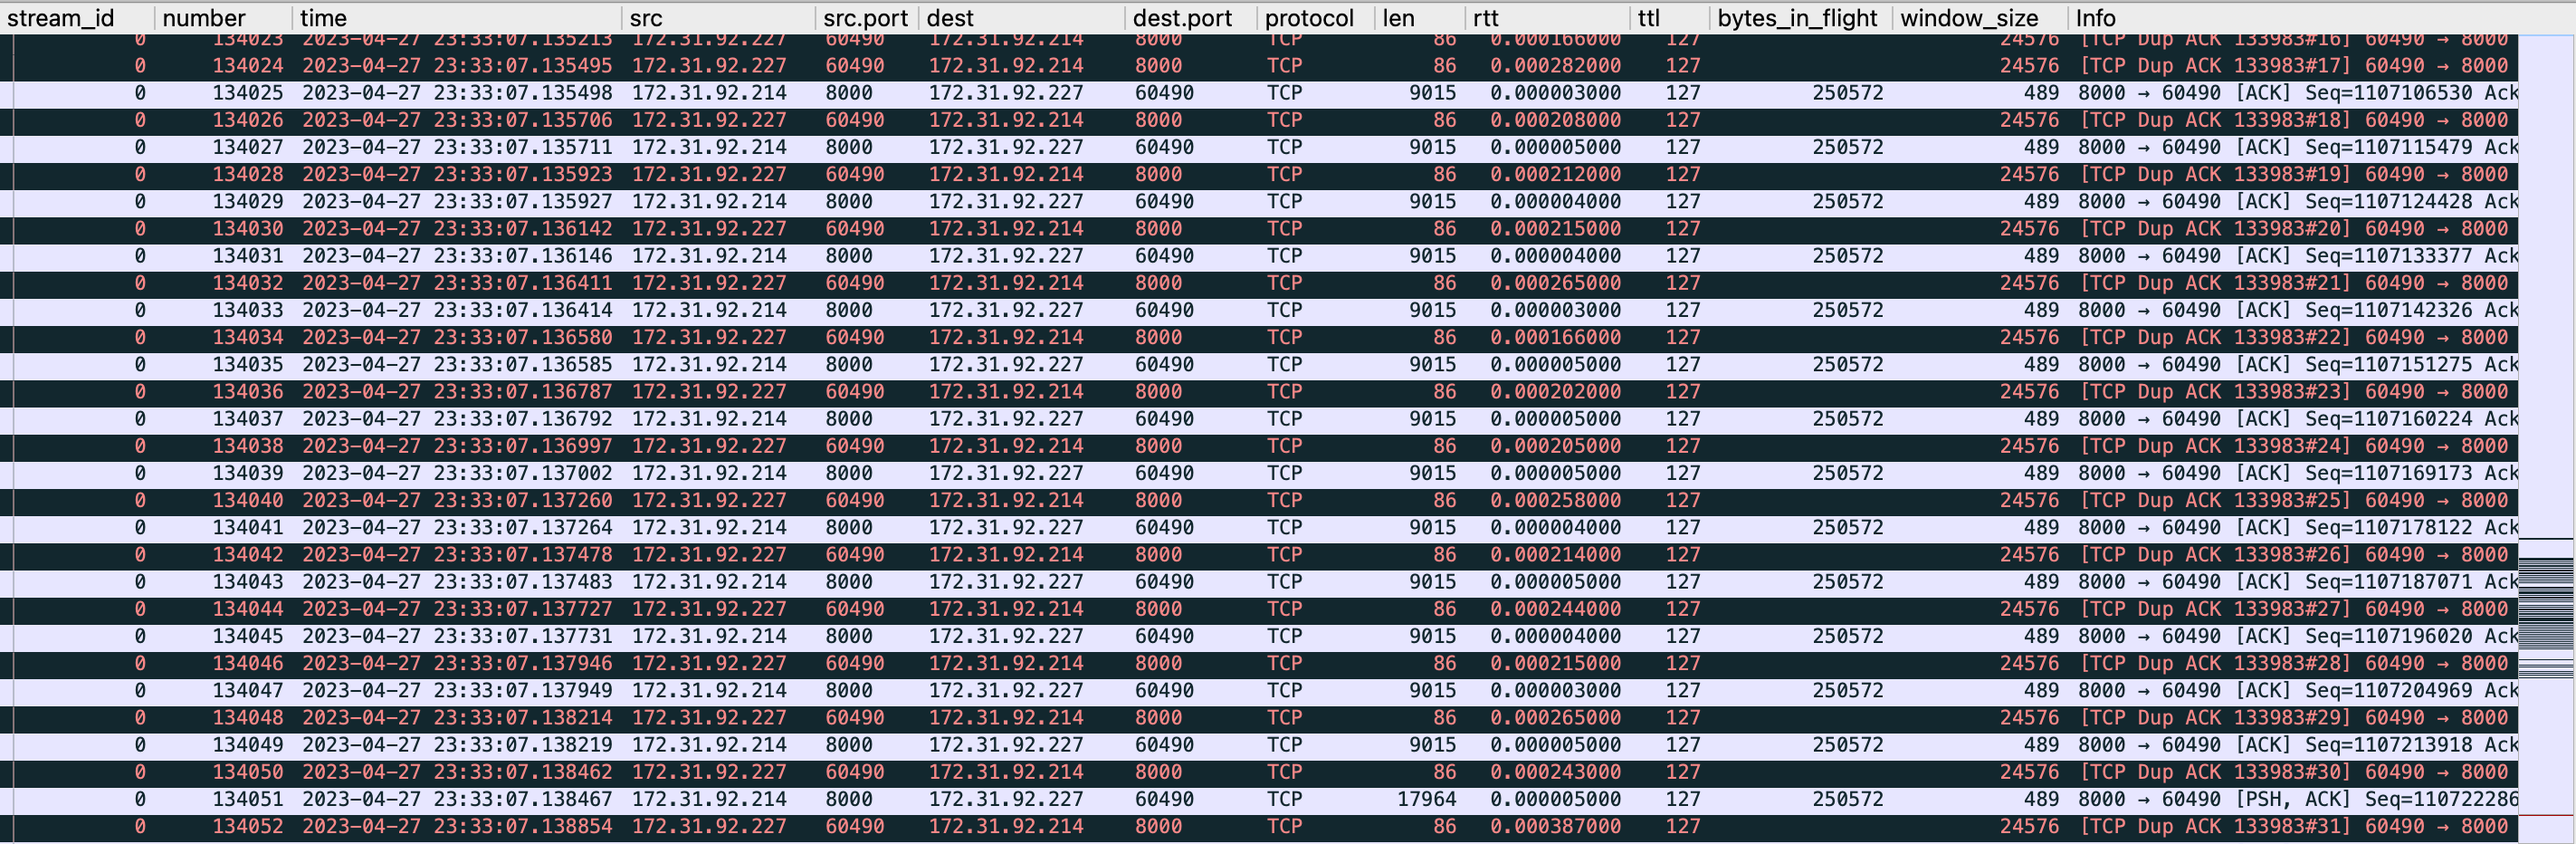 stream_id number time src src.port dest dest.port protocol len rtt ttl bytes_in_flight window_size Info
0 134023 2023-04-27 23:33:07.135213 172.31.92.227 60490 172.31.92.214 8000 TCP 86 0.000166000 127 24576 [TCP Dup ACK 133983#16] 60490 → 8000
0 134024 2023-04-27 23:33:07.135495 172.31.92.227 60490 172.31.92.214 8000 TCP 86 0.000282000 127 24576 [TCP Dup ACK 133983#17] 60490 → 8000
0 134025 2023-04-27 23:33:07.135498 172.31.92.214 8000 172.31.92.227 60490 TCP 9015 0.000003000 127 250572 489 8000 → 60490 [ACK] Seq=1107106530 Ack
0 134026 2023-04-27 23:33:07.135706 172.31.92.227 60490 172.31.92.214 8000 TCP 86 0.000208000 127 24576 [TCP Dup ACK 133983#18] 60490 → 8000
0 134027 2023-04-27 23:33:07.135711 172.31.92.214 8000 172.31.92.227 60490 TCP 9015 0.000005000 127 250572 489 8000 → 60490 [ACK] Seq=1107115479 Ack
0 134028 2023-04-27 23:33:07.135923 172.31.92.227 60490 172.31.92.214 8000 TCP 86 0.000212000 127 24576 [TCP Dup ACK 133983#19] 60490 → 8000
0 134029 2023-04-27 23:33:07.135927 172.31.92.214 8000 172.31.92.227 60490 TCP 9015 0.000004000 127 250572 489 8000 → 60490 [ACK] Seq=1107124428 Ack
0 134030 2023-04-27 23:33:07.136142 172.31.92.227 60490 172.31.92.214 8000 TCP 86 0.000215000 127 24576 [TCP Dup ACK 133983#20] 60490 → 8000
0 134031 2023-04-27 23:33:07.136146 172.31.92.214 8000 172.31.92.227 60490 TCP 9015 0.000004000 127 250572 489 8000 → 60490 [ACK] Seq=1107133377 Ack
0 134032 2023-04-27 23:33:07.136411 172.31.92.227 60490 172.31.92.214 8000 TCP 86 0.000265000 127 24576 [TCP Dup ACK 133983#21] 60490 → 8000
0 134033 2023-04-27 23:33:07.136414 172.31.92.214 8000 172.31.92.227 60490 TCP 9015 0.000003000 127 250572 489 8000 → 60490 [ACK] Seq=1107142326 Ack
0 134034 2023-04-27 23:33:07.136580 172.31.92.227 60490 172.31.92.214 8000 TCP 86 0.000166000 127 24576 [TCP Dup ACK 133983#22] 60490 → 8000
0 134035 2023-04-27 23:33:07.136585 172.31.92.214 8000 172.31.92.227 60490 TCP 9015 0.000005000 127 250572 489 8000 → 60490 [ACK] Seq=1107151275 Ack
0 134036 2023-04-27 23:33:07.136787 172.31.92.227 60490 172.31.92.214 8000 TCP 86 0.000202000 127 24576 [TCP Dup ACK 133983#23] 60490 → 8000
0 134037 2023-04-27 23:33:07.136792 172.31.92.214 8000 172.31.92.227 60490 TCP 9015 0.000005000 127 250572 489 8000 → 60490 [ACK] Seq=1107160224 Ack
0 134038 2023-04-27 23:33:07.136997 172.31.92.227 60490 172.31.92.214 8000 TCP 86 0.000205000 127 24576 [TCP Dup ACK 133983#24] 60490 → 8000
0 134039 2023-04-27 23:33:07.137002 172.31.92.214 8000 172.31.92.227 60490 TCP 9015 0.000005000 127 250572 489 8000 → 60490 [ACK] Seq=1107169173 Ack
0 134040 2023-04-27 23:33:07.137260 172.31.92.227 60490 172.31.92.214 8000 TCP 86 0.000258000 127 24576 [TCP Dup ACK 133983#25] 60490 → 8000
0 134041 2023-04-27 23:33:07.137264 172.31.92.214 8000 172.31.92.227 60490 TCP 9015 0.000004000 127 250572 489 8000 → 60490 [ACK] Seq=1107178122 Ack
0 134042 2023-04-27 23:33:07.137478 172.31.92.227 60490 172.31.92.214 8000 TCP 86 0.000214000 127 24576 [TCP Dup ACK 133983#26] 60490 → 8000
0 134043 2023-04-27 23:33:07.137483 172.31.92.214 8000 172.31.92.227 60490 TCP 9015 0.000005000 127 250572 489 8000 → 60490 [ACK] Seq=1107187071 Ack
0 134044 2023-04-27 23:33:07.137727 172.31.92.227 60490 172.31.92.214 8000 TCP 86 0.000244000 127 24576 [TCP Dup ACK 133983#27] 60490 → 8000
0 134045 2023-04-27 23:33:07.137731 172.31.92.214 8000 172.31.92.227 60490 TCP 9015 0.000004000 127 250572 489 8000 → 60490 [ACK] Seq=1107196020 Ack
0 134046 2023-04-27 23:33:07.137946 172.31.92.227 60490 172.31.92.214 8000 TCP 86 0.000215000 127 24576 [TCP Dup ACK 133983#28] 60490 → 8000
0 134047 2023-04-27 23:33:07.137949 172.31.92.214 8000 172.31.92.227 60490 TCP 9015 0.000003000 127 250572 489 8000 → 60490 [ACK] Seq=1107204969 Ack
0 134048 2023-04-27 23:33:07.138214 172.31.92.227 60490 172.31.92.214 8000 TCP 86 0.000265000 127 24576 [TCP Dup ACK 133983#29] 60490 → 8000
0 134049 2023-04-27 23:33:07.138219 172.31.92.214 8000 172.31.92.227 60490 TCP 9015 0.000005000 127 250572 489 8000 → 60490 [ACK] Seq=1107213918 Ack
0 134050 2023-04-27 23:33:07.138462 172.31.92.227 60490 172.31.92.214 8000 TCP 86 0.000243000 127 24576 [TCP Dup ACK 133983#30] 60490 → 8000
0 134051 2023-04-27 23:33:07.138467 172.31.92.214 8000 172.31.92.227 60490 TCP 17964 0.000005000 127 250572 489 8000 → 60490 [PSH, ACK] Seq=110722286
0 134052 2023-04-27 23:33:07.138854 172.31.92.227 60490 172.31.92.214 8000 TCP 86 0.000387000 127 24576 [TCP Dup ACK 133983#31] 60490 → 8000